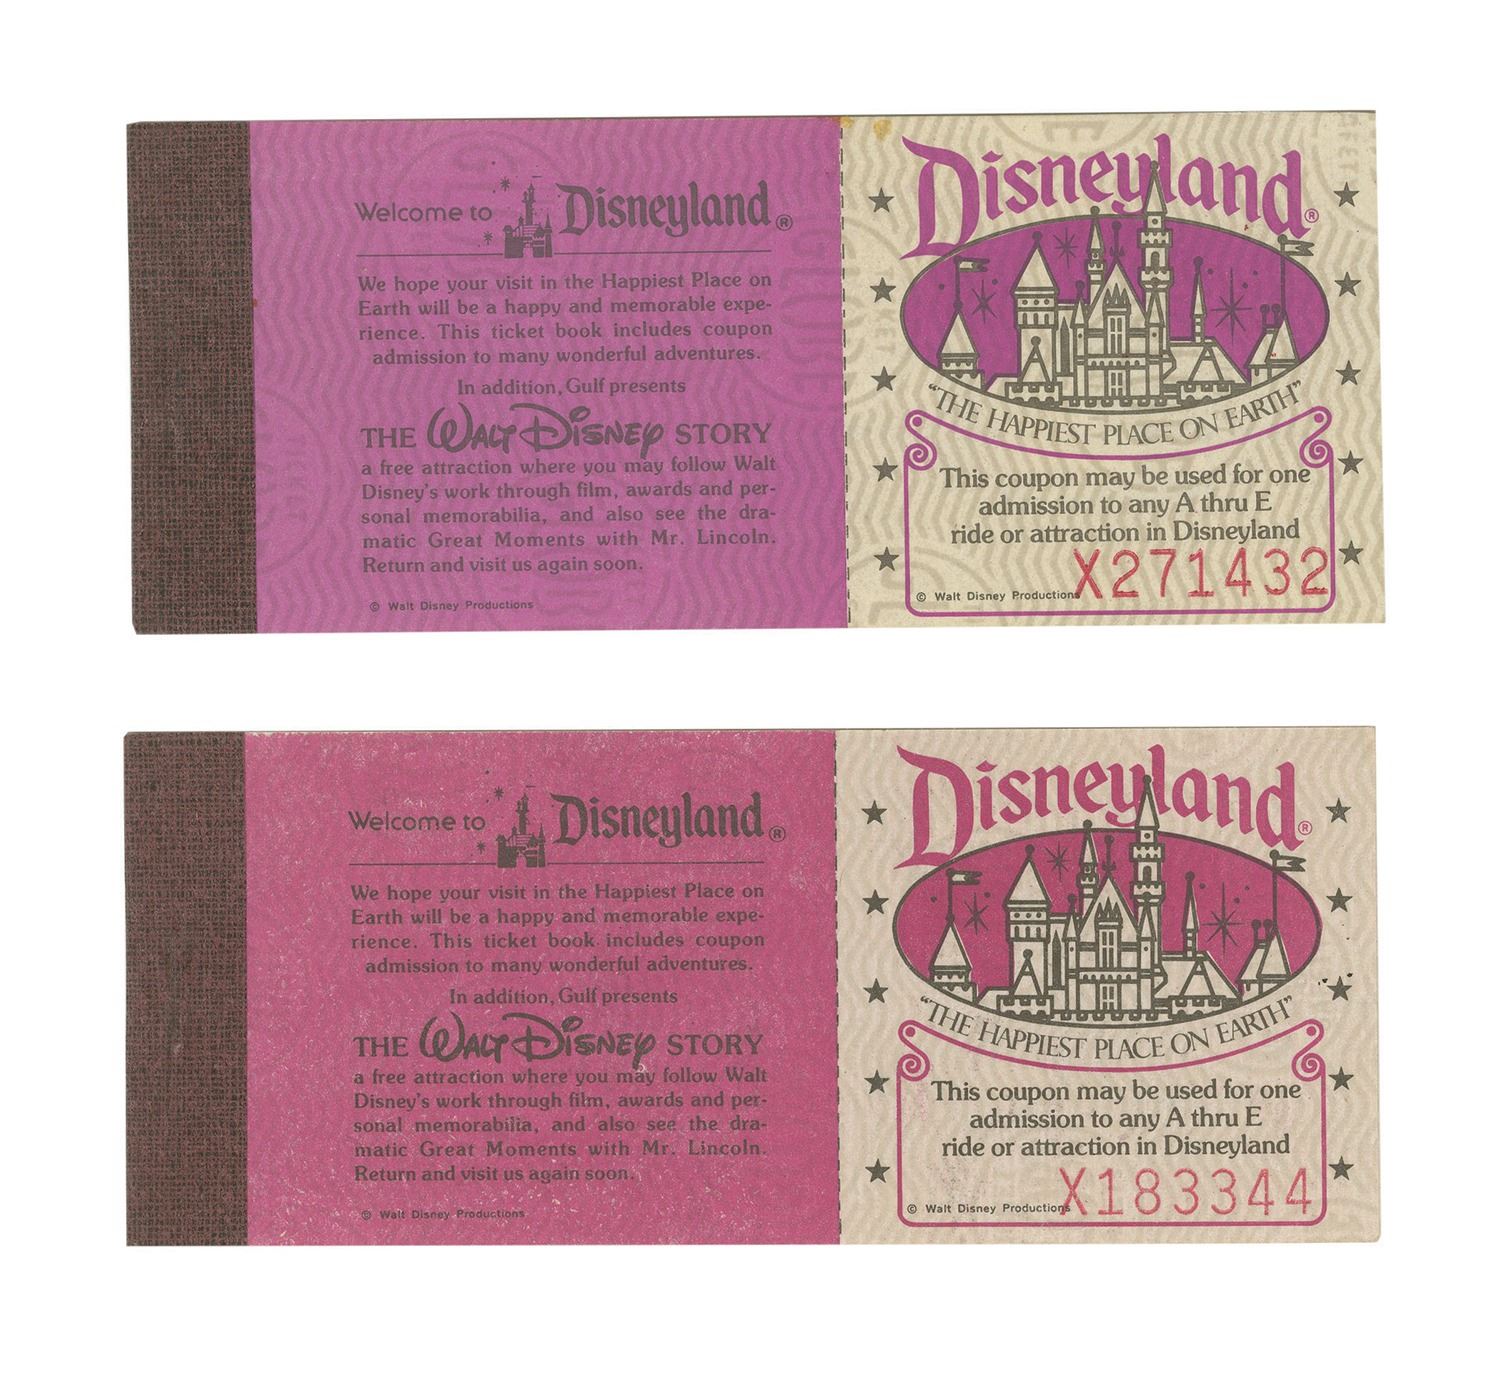 Welcome to Disneyland®
We hope your visit in the Happiest Place on
Earth will be a happy and memorable expe-
rience. This ticket book includes coupon
admission to many wonderful adventures.
In addition, Gulf presents
THE WALT DISNEY STORY
a free attraction where you may follow Walt
Disney's work through film, awards and per-
sonal memorabilia, and also see the dra-
matic Great Moments with Mr. Lincoln.
Return and visit us again soon.
© Walt Disney Productions
Disneyland®
"THE HAPPIEST PLACE ON EARTH"
This coupon may be used for one
admission to any A thru E
ride or attraction in Disneyland
X271432
© Walt Disney Productions
Welcome to Disneyland®
We hope your visit in the Happiest Place on
Earth will be a happy and memorable expe-
rience. This ticket book includes coupon
admission to many wonderful adventures.
In addition, Gulf presents
THE WALT DISNEY STORY
a free attraction where you may follow Walt
Disney's work through film, awards and per-
sonal memorabilia, and also see the dra-
matic Great Moments with Mr. Lincoln.
Return and visit us again soon.
© Walt Disney Productions
Disneyland®
"THE HAPPIEST PLACE ON EARTH"
This coupon may be used for one
admission to any A thru E
ride or attraction in Disneyland
X183344
© Walt Disney Productions